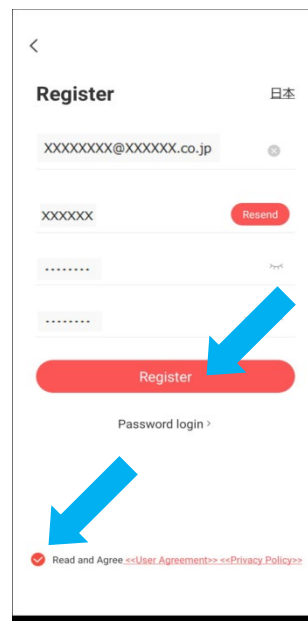 Register
日本
XXXXXXXX@XXXXXX.co.jp
XXXXXX
Resend
••••••••
••••••••
Register
Password login >
Read and Agree <<User Agreement>> <<Privacy Policy>>